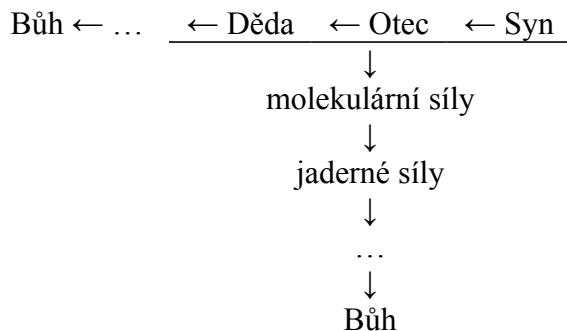 Bůh ← … ← Děda ← Otec ← Syn
↓
molekulární síly
↓
jaderné síly
↓
…
↓
Bůh